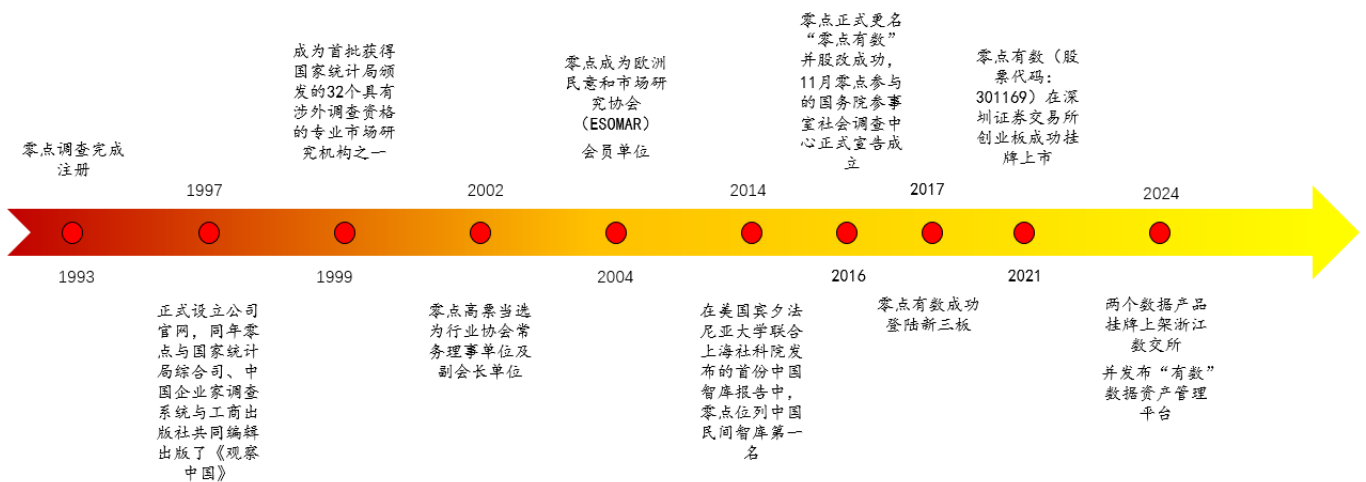 零点调查完成
注册
1993
1997
正式设立公司
官网，同年零
点与国家统计
局综合司、中
国企业家调查
系统与工商出
版社共同编辑
出版了《观察
中国》
成为首批获得
国家统计局颁
发的32个具有
涉外调查资格
的专业市场研
究机构之一
1999
2002
零点高票当选
为行业协会常
务理事单位及
副会长单位
零点成为欧洲
民意和市场研
究协会
（ESOMAR）
会员单位
2004
2014
在美国宾夕法
尼亚大学联合
上海社科院发
布的首份中国
智库报告中，
零点位列中国
民间智库第一
名
零点正式更名
“零点有数”
并股改成功，
11月零点参与
的国务院参事
室社会调查中
心正式宣告成
立
2016
2017
零点有数成功
登陆新三板
零点有数（股
票代码：
301169）在深
圳证券交易所
创业板成功挂
牌上市
2021
2024
两个数据产品
挂牌上架浙江
数交所
并发布“有数”
数据资产管理
平台